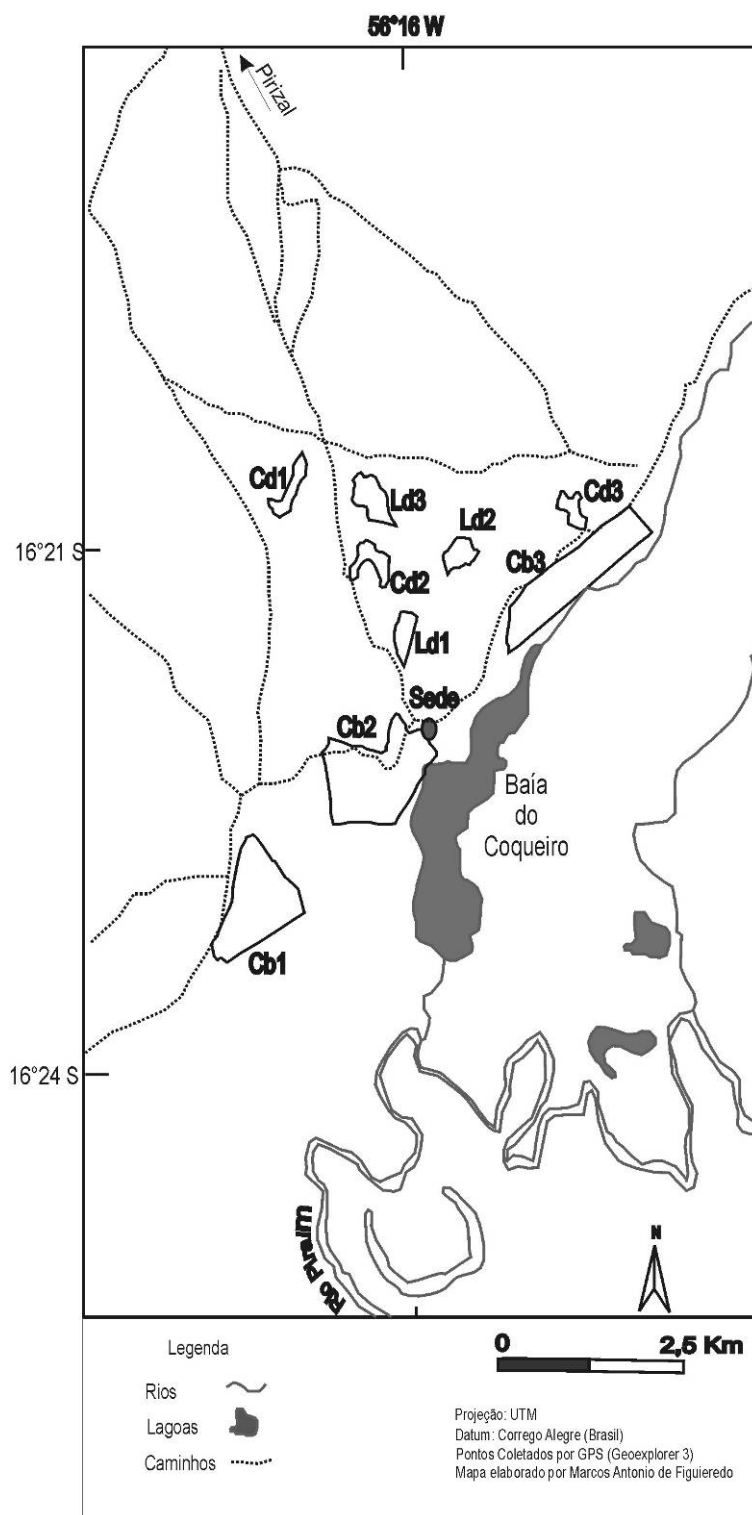 56°16 W
Pirizal
Cd1
Ld3
Cd3
Ld2
16°21 S
Cb3
Cd2
Ld1
Sede
Cb2
Baía
do
Coqueiro
Cb1
16°24 S
Rio Piraim
N
0 2,5 Km
Legenda
Rios
Lagoas
Caminhos
Projeção: UTM
Datum: Corrego Alegre (Brasil)
Pontos Coletados por GPS (Geoexplorer 3)
Mapa elaborado por Marcos Antonio de Figuieredo